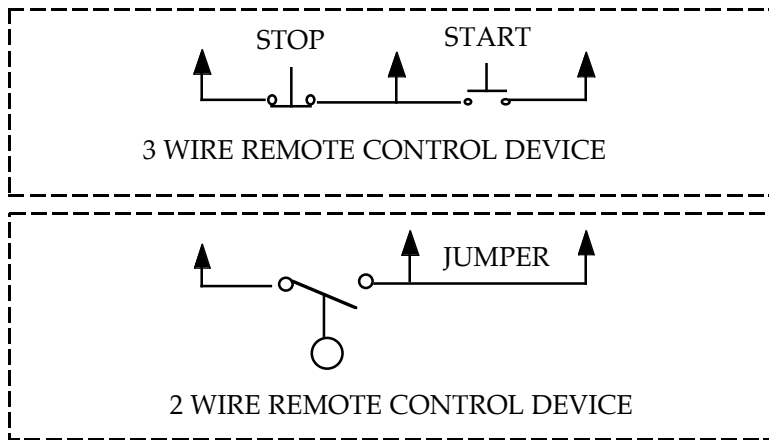 STOP
START
3 WIRE REMOTE CONTROL DEVICE
JUMPER
2 WIRE REMOTE CONTROL DEVICE